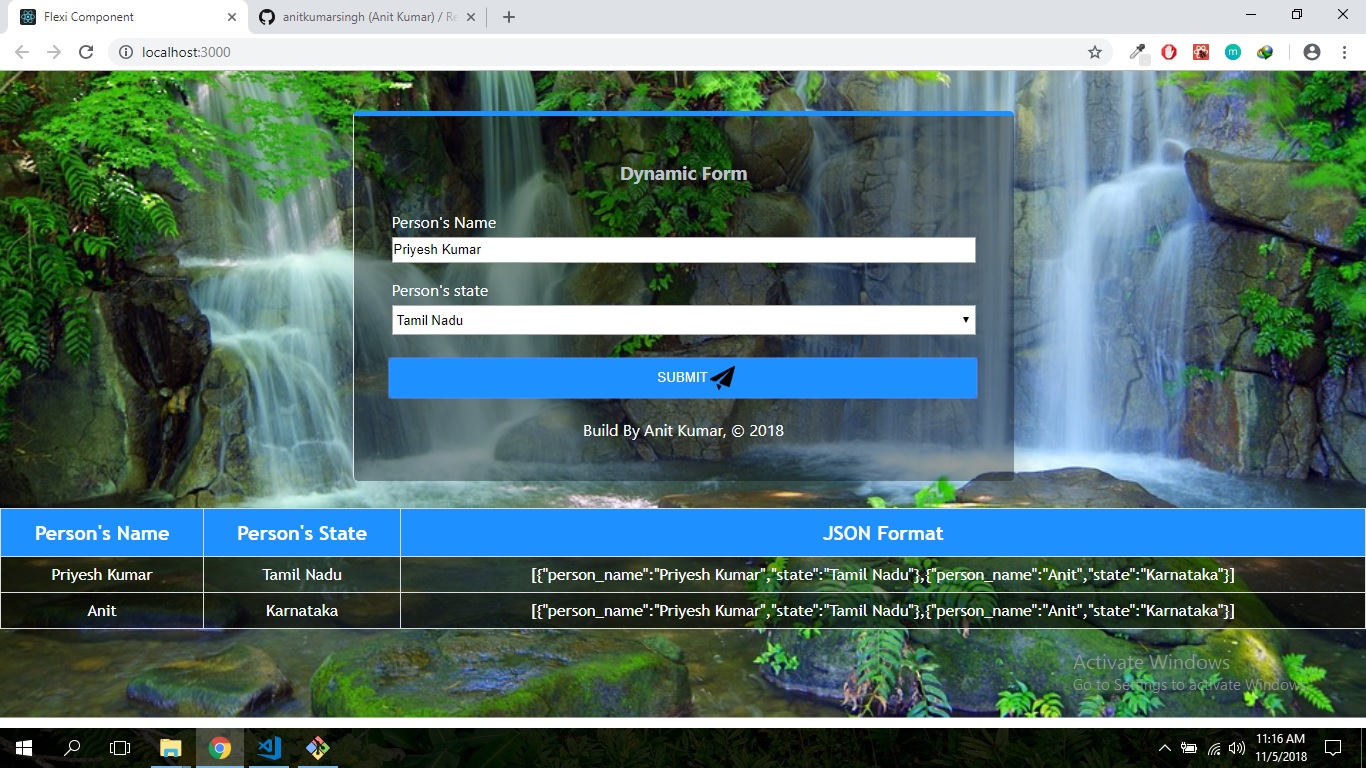 Flexi Component
anitkumarsingh (Anit Kumar) / Re
localhost:3000
Dynamic Form
Person's Name
Priyesh Kumar
Person's state
Tamil Nadu
SUBMIT
Build By Anit Kumar, © 2018
Person's Name Person's State JSON Format
Priyesh Kumar Tamil Nadu [{"person_name":"Priyesh Kumar","state":"Tamil Nadu"},{"person_name":"Anit","state":"Karnataka"}]
Anit Karnataka [{"person_name":"Priyesh Kumar","state":"Tamil Nadu"},{"person_name":"Anit","state":"Karnataka"}]
Activate Windows
Go to Settings to activate Windows.
11:16 AM
11/5/2018